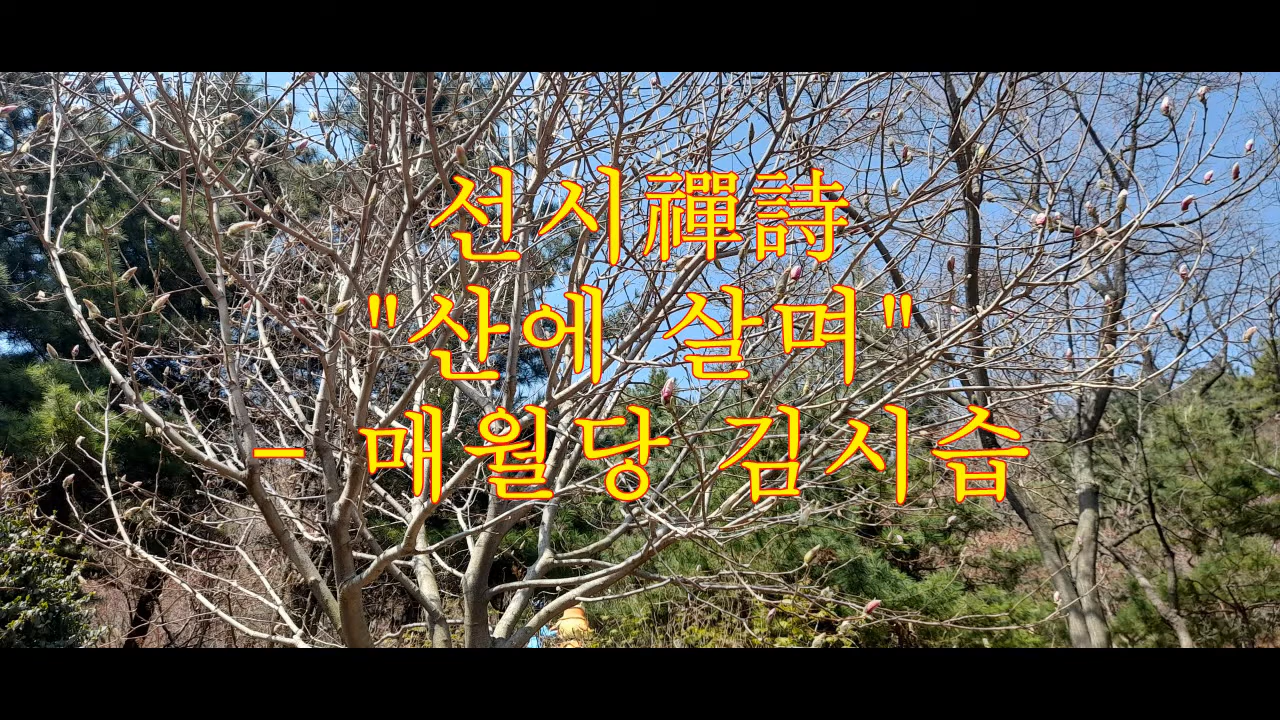 선시禪詩
"산에 살며"
- 매월당 김시습